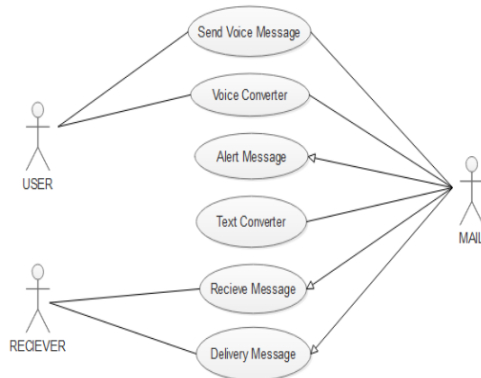 Send Voice Message
Voice Converter
USER
Alert Message
MAIL
Text Converter
Recieve Message
RECIEVER
Delivery Message